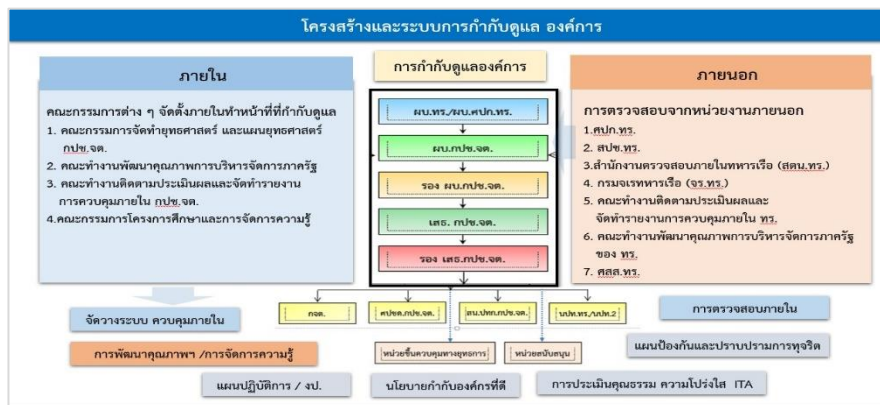 โครงสร้างและระบบการกำกับดูแล องค์การ
ภายใน
คณะกรรมการต่าง ๆ จัดตั้งภายในทำหน้าที่ที่กำกับดูแล
1. คณะกรรมการจัดทำยุทธศาสตร์ และแผนยุทธศาสตร์
กปช.จต.
2. คณะทำงานพัฒนาคุณภาพการบริหารจัดการภาครัฐ
3. คณะทำงานติดตามประเมินผลและจัดทำรายงาน
การควบคุมภายใน กปช.จต.
4.คณะกรรมการโครงการศึกษาและการจัดการความรู้
การกำกับดูแลองค์การ
ผบ.ทร./ผบ.ศปก.ทร.
ผบ.กปช.จต.
รอง ผบ.กปช.จต.
เสธ. กปช.จต.
รอง เสธ.กปช.จต.
ภายนอก
การตรวจสอบจากหน่วยงานภายนอก
1.ศปก.ทร.
2. สปช.ทร.
3.สำนักงานตรวจสอบภายในทหารเรือ (สตน.ทร.)
4. กรมจเรทหารเรือ (จร.ทร.)
5. คณะทำงานติดตามประเมินผลและ
จัดทำรายงานการควบคุมภายใน ทร.
6. คณะทำงานพัฒนาคุณภาพการบริหารจัดการภาครัฐ
ของ ทร.
7. ศสส.ทร.
กจต.
ศปชด.กปช.จต.
จัดวางระบบ ควบคุมภายใน
การตรวจสอบภายใน
การพัฒนาคุณภาพฯ /การจัดการความรู้
หน่วยขึ้นควบคุมทางยุทธการ
หน่วยสนับสนุน
แผนป้องกันและปราบปรามการทุจริต
แผนปฏิบัติการ / งป.
นโยบายกำกับองค์กรที่ดี
การประเมินคุณธรรม ความโปร่งใส ITA